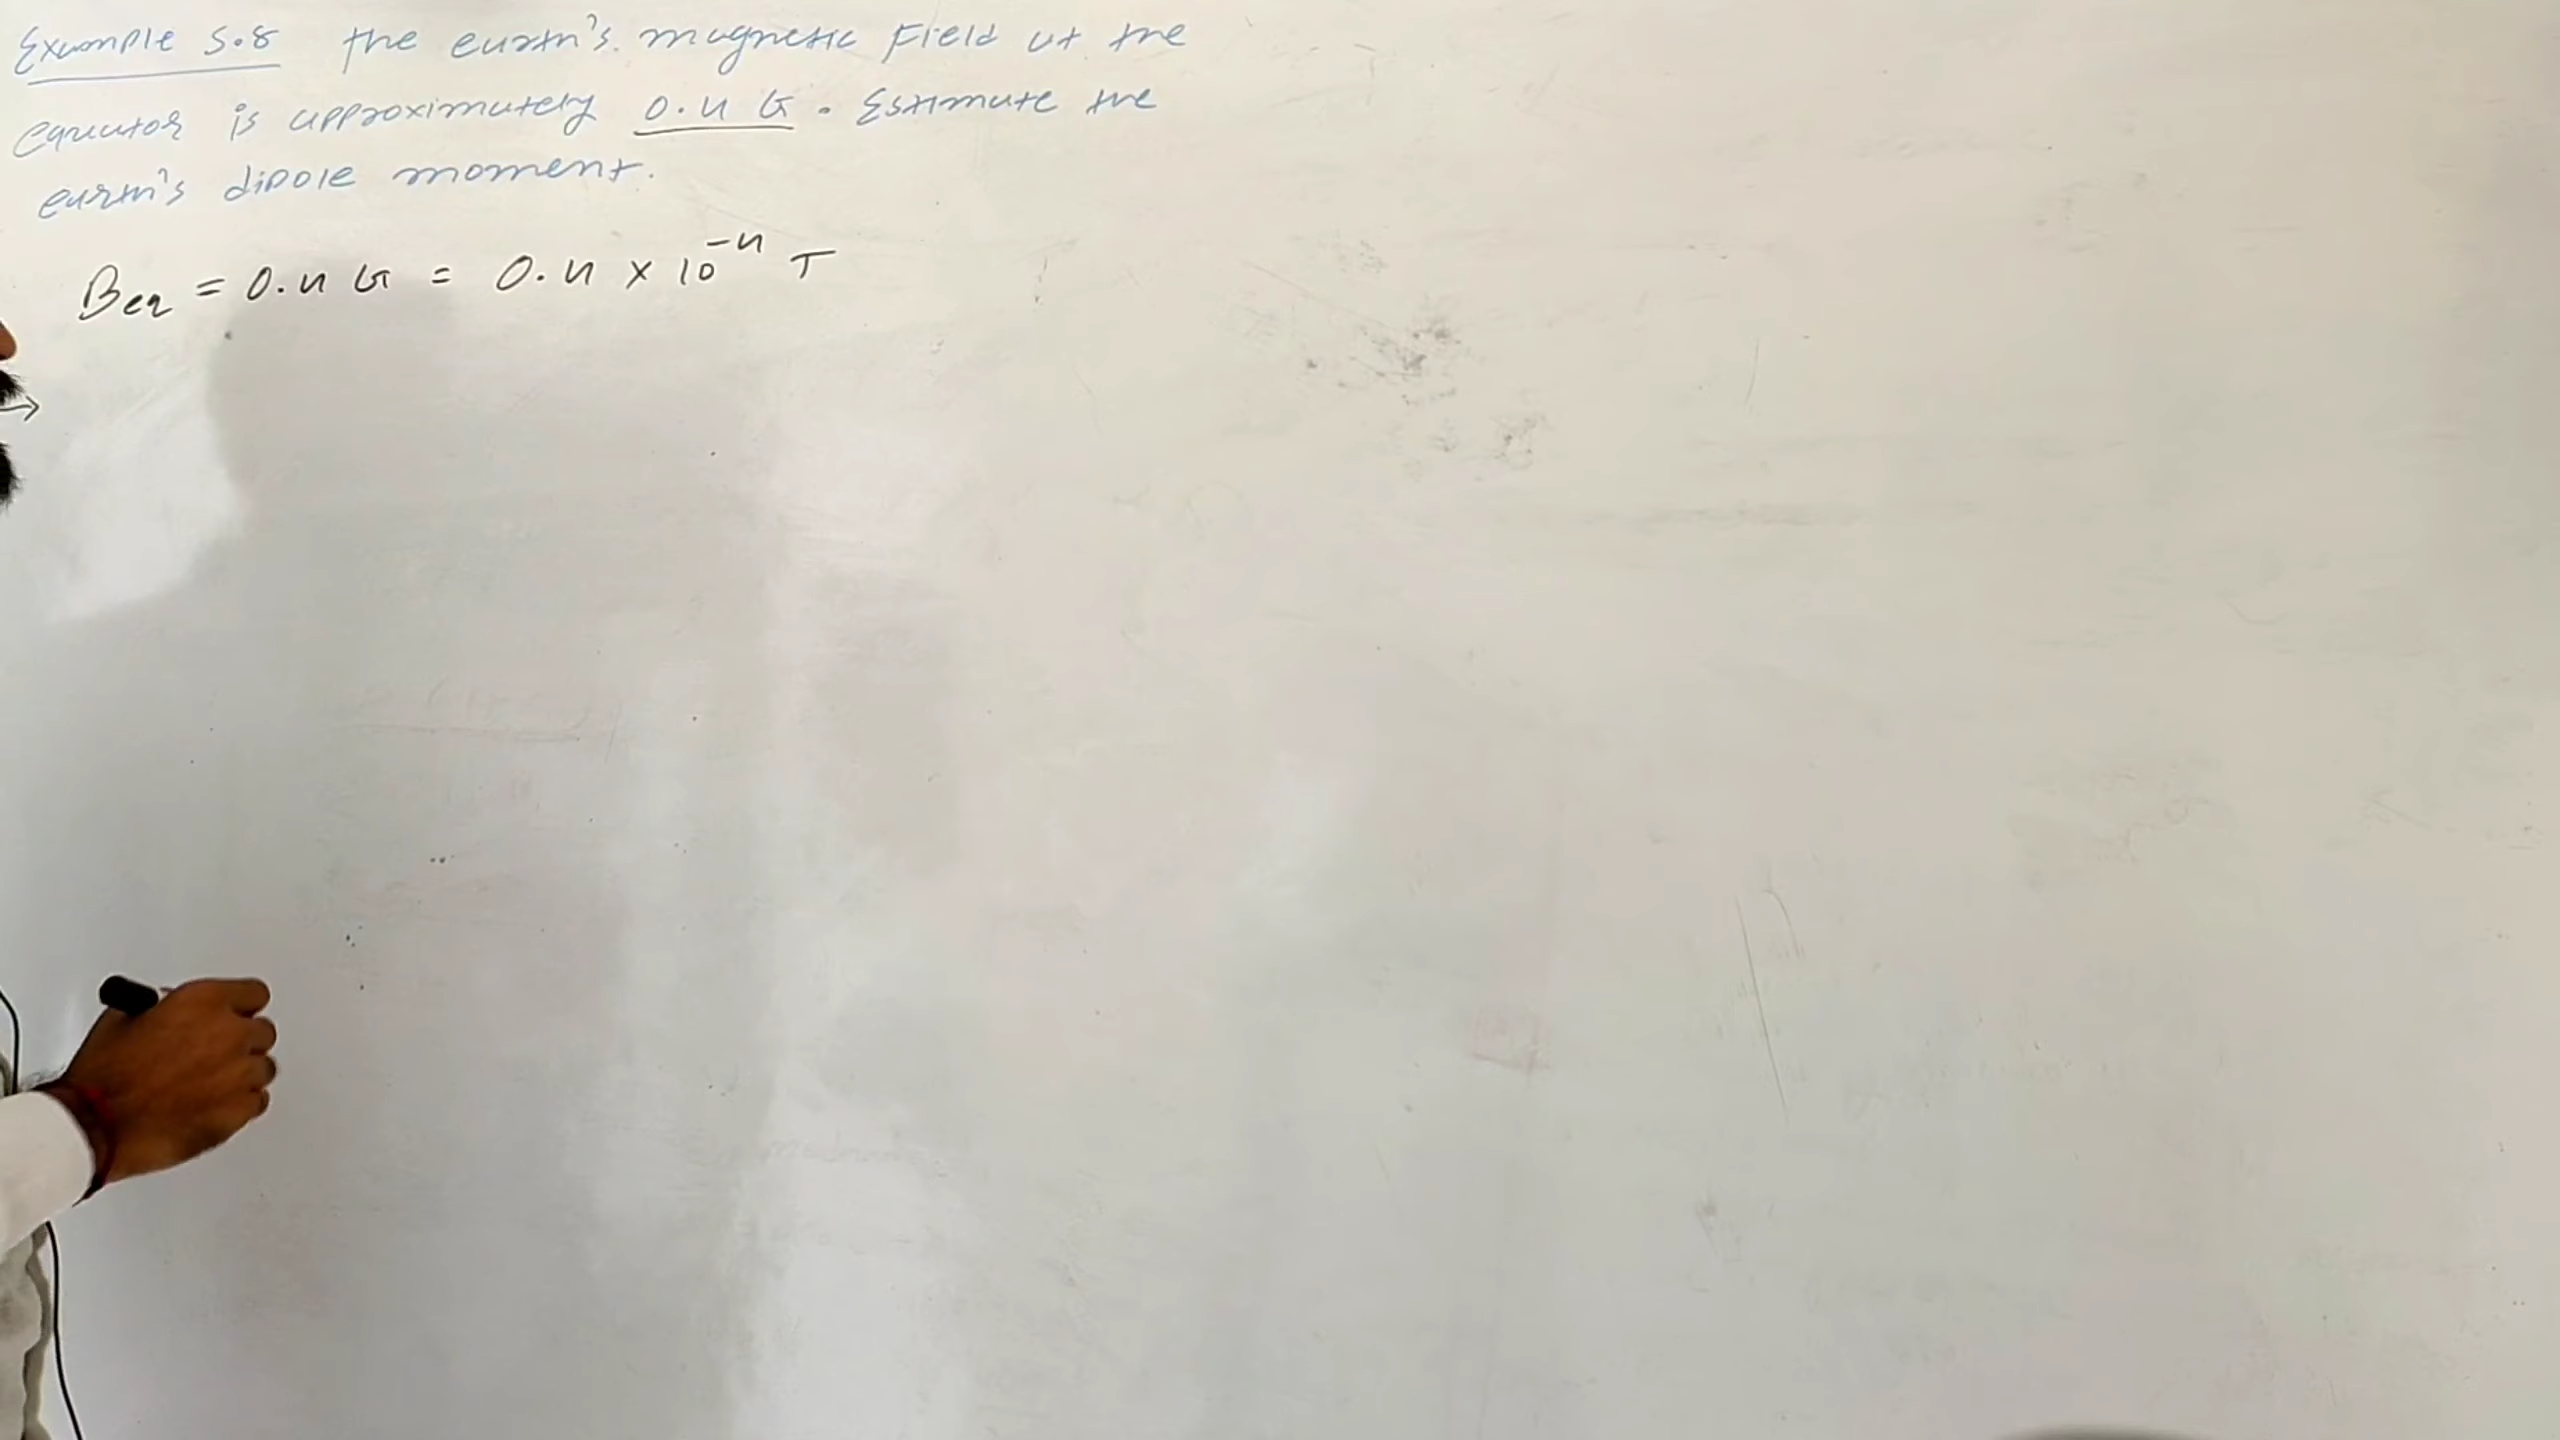 Example 5.8 the earth's magnetic Field at the
equator is approximately 0.4 G. Estimate the
earth's dipole moment.
Beq = 0.4 G = 0.4 × 10⁻⁴ T